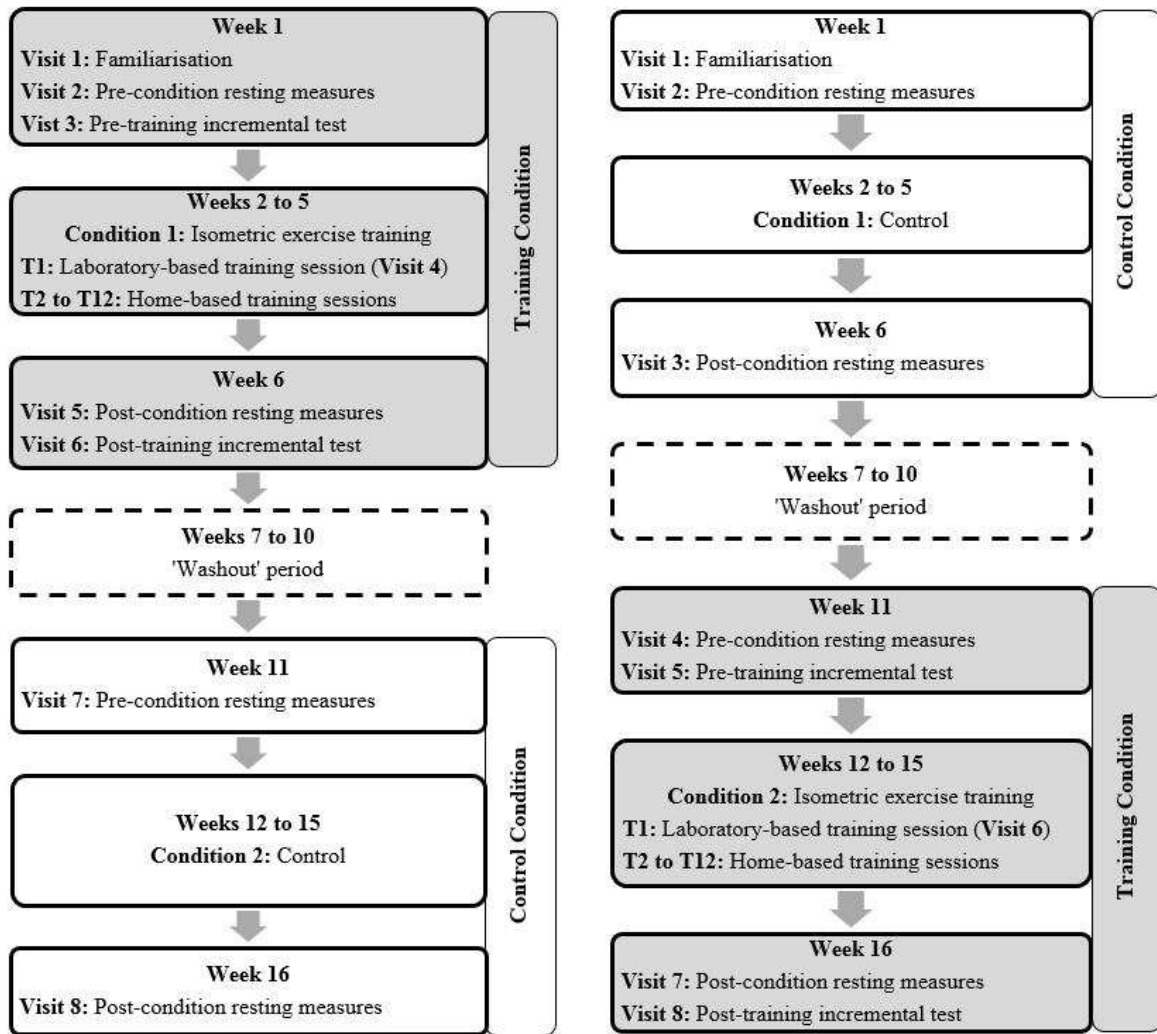 Week 1
Visit 1: Familiarisation
Visit 2: Pre-condition resting measures
Vist 3: Pre-training incremental test
Weeks 2 to 5
Condition 1: Isometric exercise training
T1: Laboratory-based training session (Visit 4)
T2 to T12: Home-based training sessions
Week 6
Visit 5: Post-condition resting measures
Visit 6: Post-training incremental test
Training Condition
Weeks 7 to 10
'Washout' period
Week 11
Visit 7: Pre-condition resting measures
Weeks 12 to 15
Condition 2: Control
Week 16
Visit 8: Post-condition resting measures
Control Condition
Week 1
Visit 1: Familiarisation
Visit 2: Pre-condition resting measures
Weeks 2 to 5
Condition 1: Control
Week 6
Visit 3: Post-condition resting measures
Control Condition
Weeks 7 to 10
'Washout' period
Week 11
Visit 4: Pre-condition resting measures
Visit 5: Pre-training incremental test
Weeks 12 to 15
Condition 2: Isometric exercise training
T1: Laboratory-based training session (Visit 6)
T2 to T12: Home-based training sessions
Week 16
Visit 7: Post-condition resting measures
Visit 8: Post-training incremental test
Training Condition